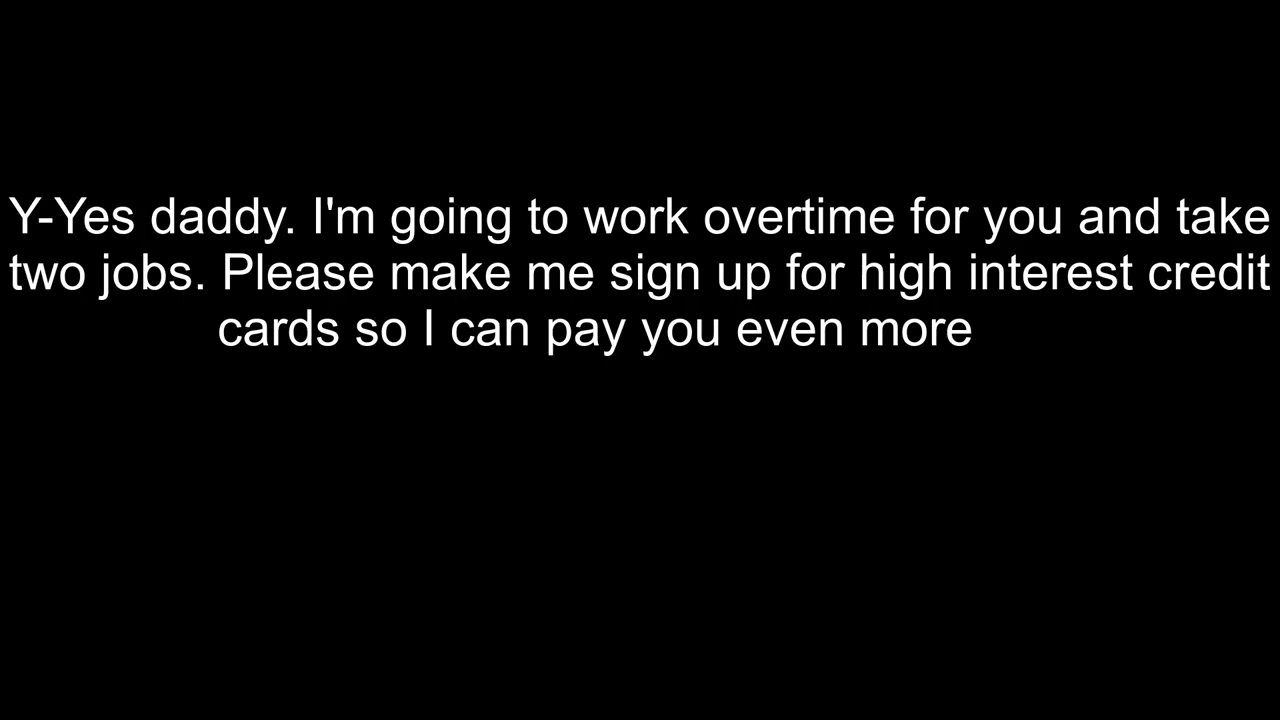 Y-Yes daddy. I'm going to work overtime for you and take
two jobs. Please make me sign up for high interest credit
cards so I can pay you even more